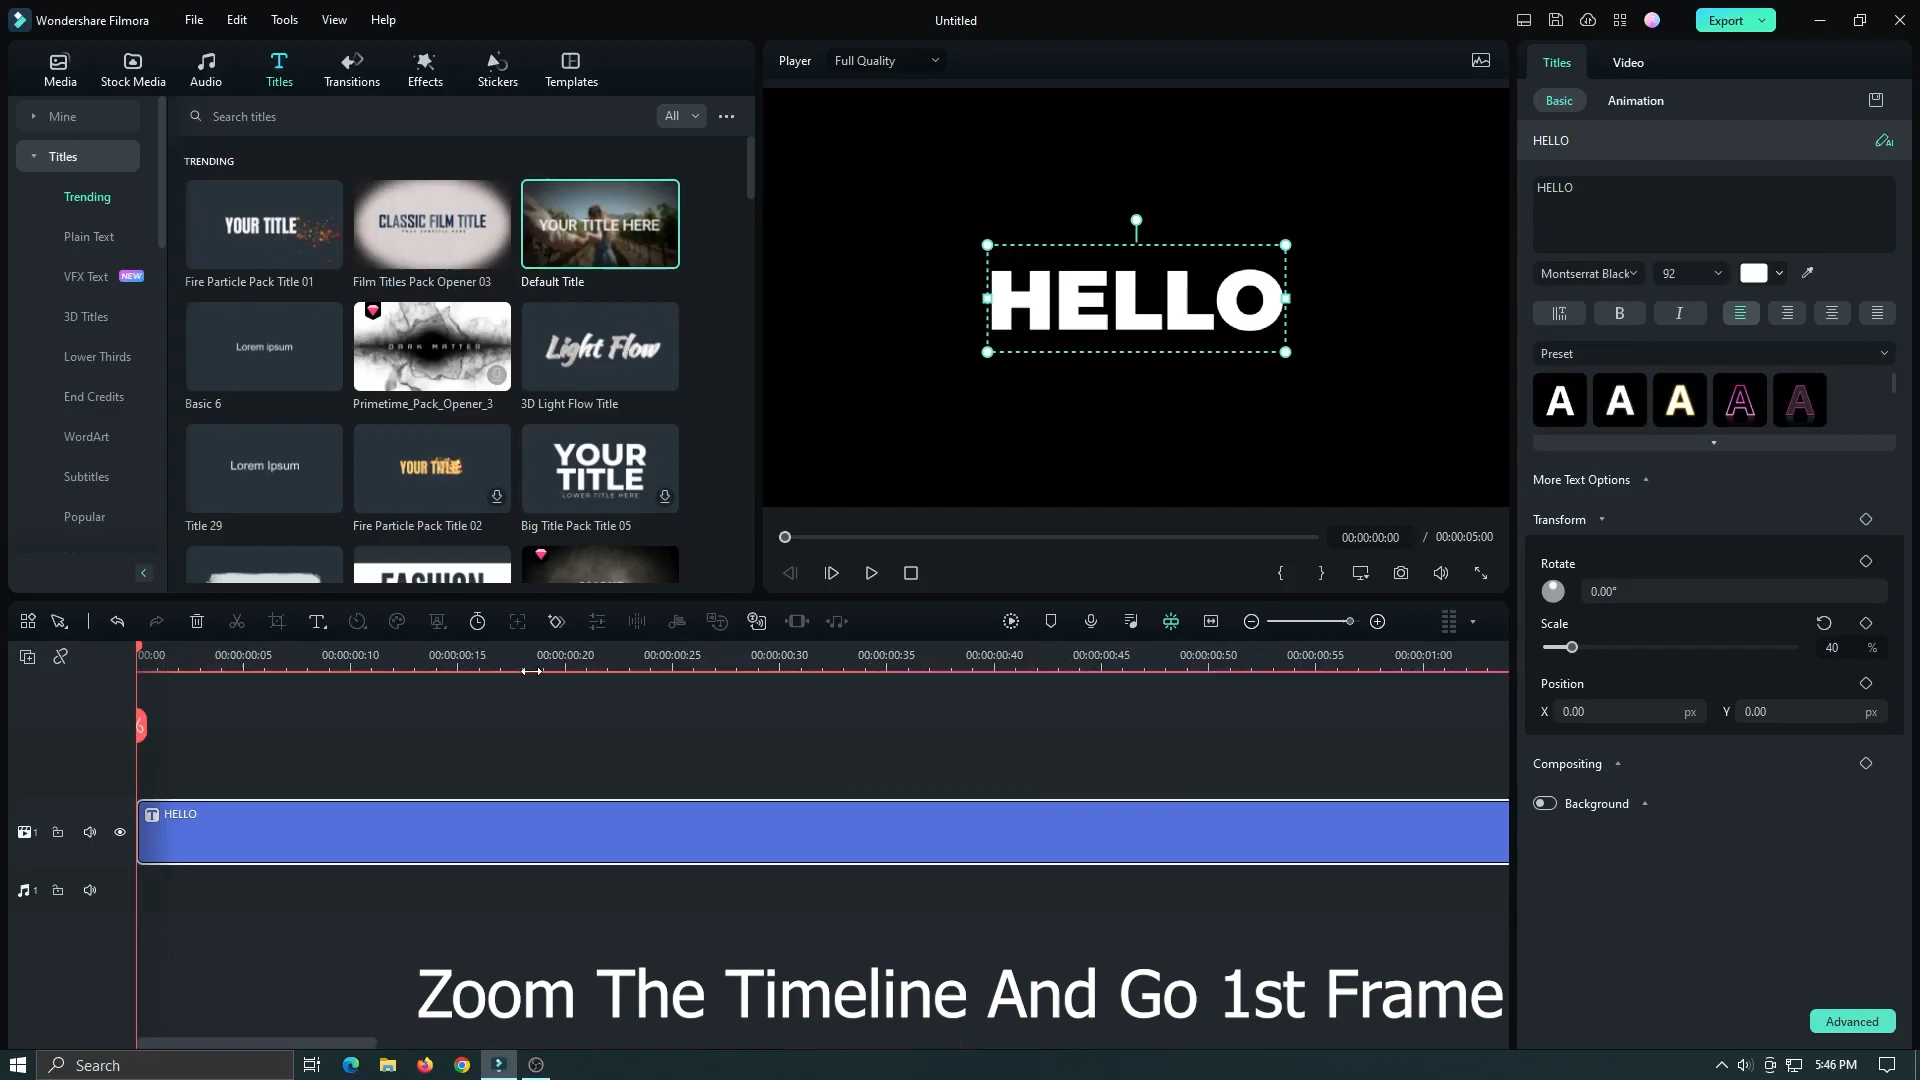 Wondershare Filmora File Edit Tools View Help
Untitled
Export
Media Stock Media Audio Titles Transitions Effects Stickers Templates
Mine
Titles
Trending
Plain Text
VFX Text NEW
3D Titles
Lower Thirds
End Credits
WordArt
Subtitles
Popular
Search titles
All
TRENDING
YOUR TITLE
CLASSIC FILM TITLE
YOUR TITLE HERE
Fire Particle Pack Title 01
Film Titles Pack Opener 03
Default Title
Lorem ipsum
DARK MATTER
Light Flow
Basic 6
Primetime_Pack_Opener_3
3D Light Flow Title
Lorem Ipsum
YOUR TITLE
YOUR
TITLE
LOWER TITLE HERE
Title 29
Fire Particle Pack Title 02
Big Title Pack Title 05
FASHION
Player Full Quality
HELLO
00:00:00:00 / 00:00:05:00
Titles Video
Basic Animation
HELLO
HELLO
Montserrat Black 92
B I
Preset
A A A A A
More Text Options
Transform
Rotate
0.00°
Scale
40 %
Position
X 0.00 px Y 0.00 px
Compositing
Background
Advanced
00:00 00:00:00:05 00:00:00:10 00:00:00:15 00:00:00:20 00:00:00:25 00:00:00:30 00:00:00:35 00:00:00:40 00:00:00:45 00:00:00:50 00:00:00:55 00:00:01:00
T HELLO
1
1
Zoom The Timeline And Go 1st Frame
Search
5:46 PM